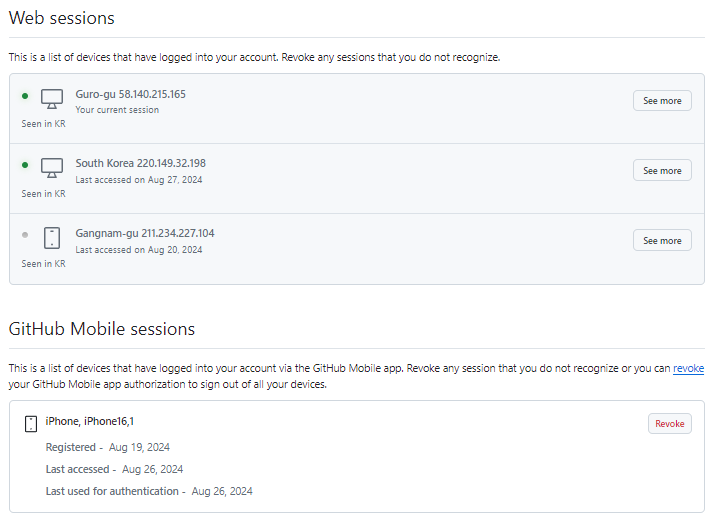 Web sessions
This is a list of devices that have logged into your account. Revoke any sessions that you do not recognize.
Guro-gu 58.140.215.165
Your current session
See more
Seen in KR
South Korea 220.149.32.198
Last accessed on Aug 27, 2024
See more
Seen in KR
Gangnam-gu 211.234.227.104
Last accessed on Aug 20, 2024
See more
Seen in KR
GitHub Mobile sessions
This is a list of devices that have logged into your account via the GitHub Mobile app. Revoke any session that you do not recognize or you can revoke
your GitHub Mobile app authorization to sign out of all your devices.
iPhone, iPhone16,1
Revoke
Registered - Aug 19, 2024
Last accessed - Aug 26, 2024
Last used for authentication - Aug 26, 2024